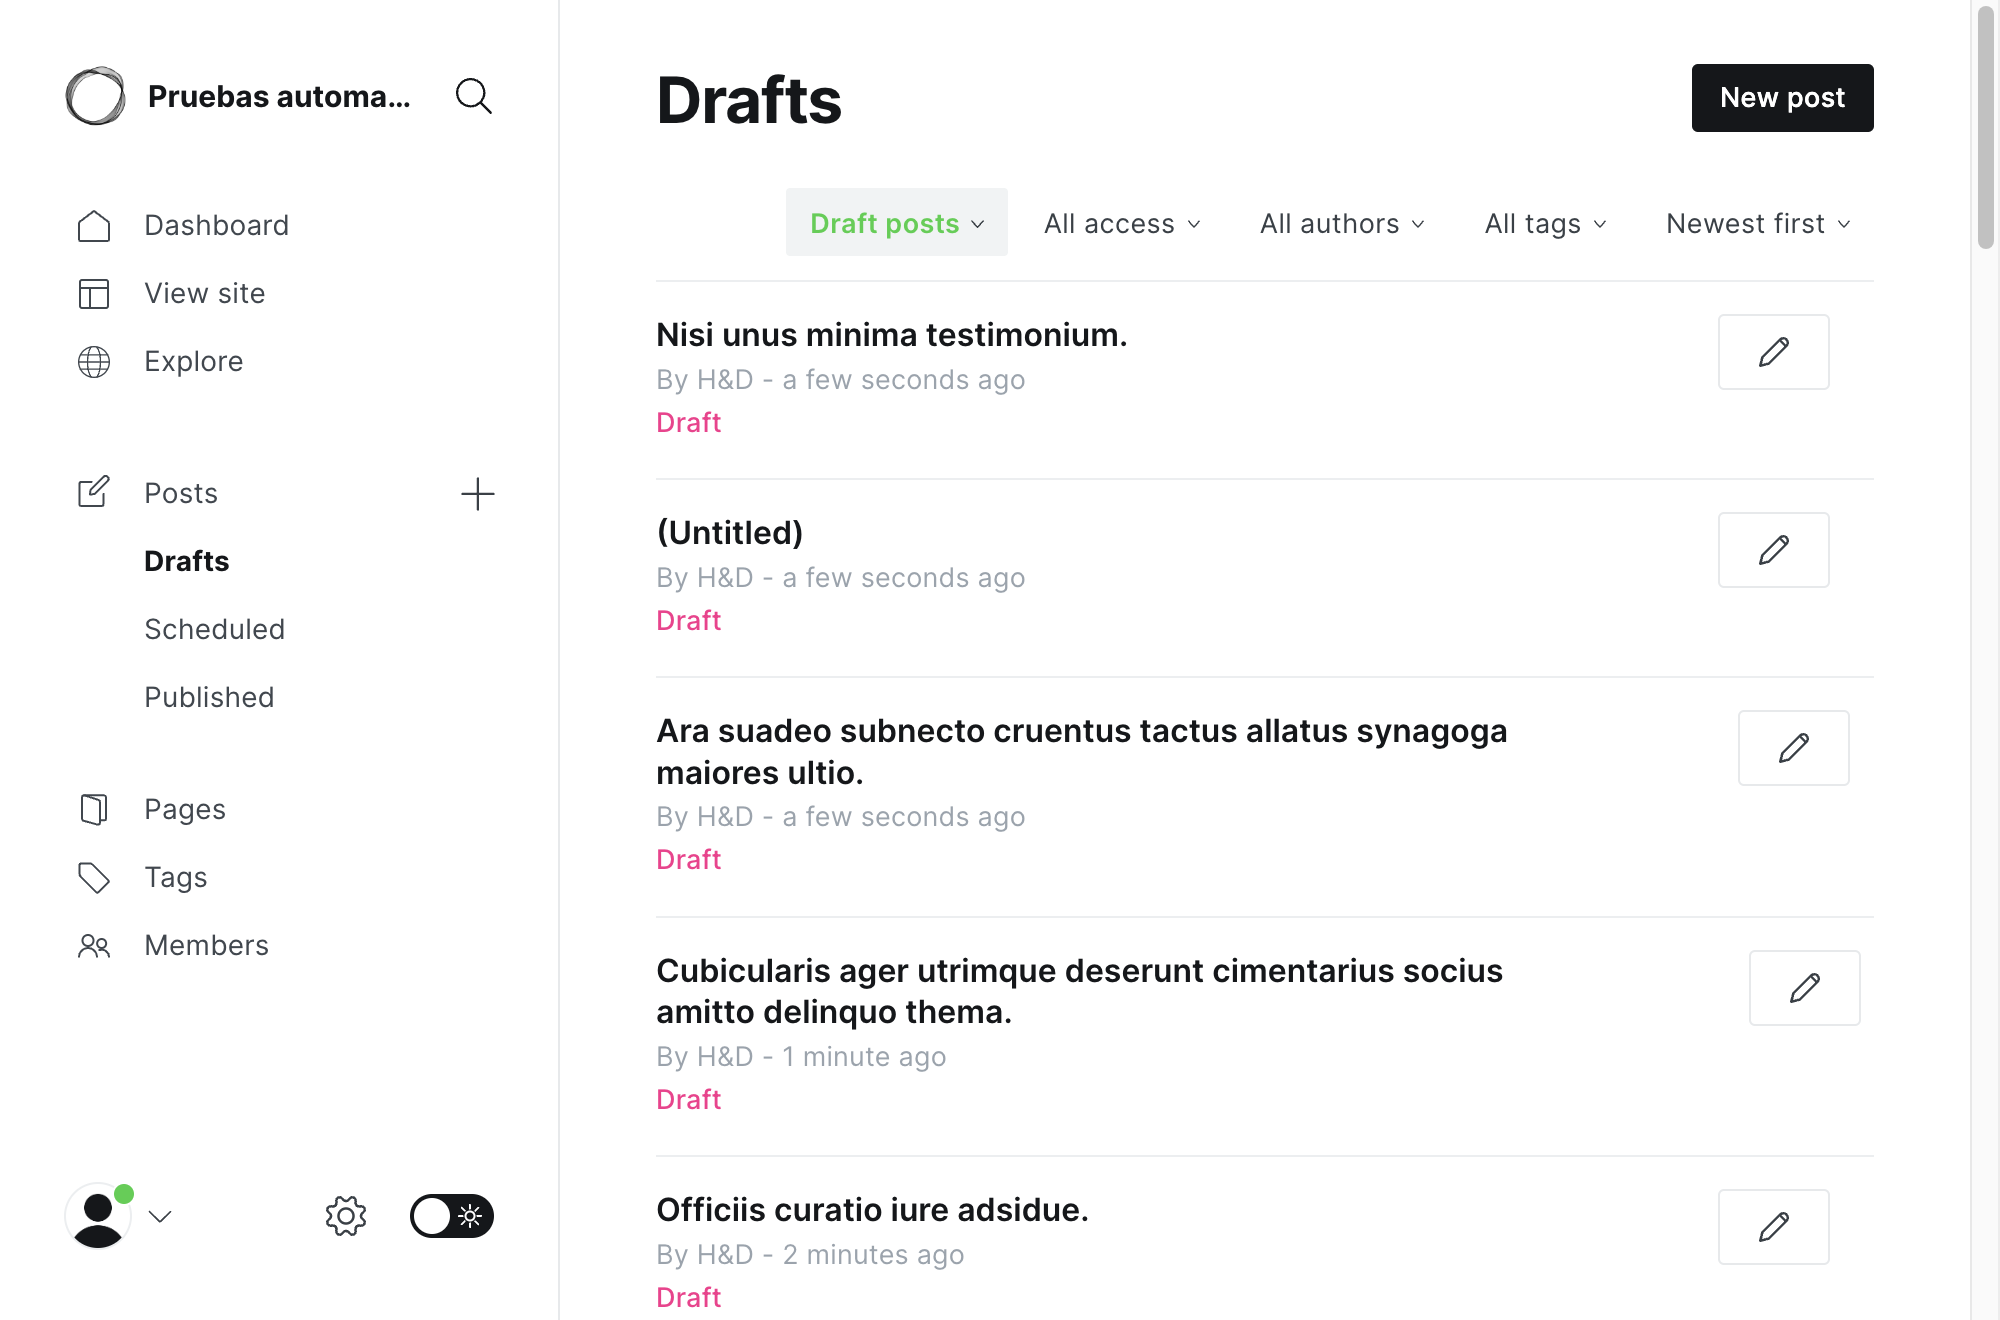 Pruebas automa...
Dashboard
View site
Explore
Posts
Drafts
Scheduled
Published
Pages
Tags
Members
Drafts
New post
Draft posts
All access
All authors
All tags
Newest first
Nisi unus minima testimonium.
By H&D - a few seconds ago
Draft
(Untitled)
By H&D - a few seconds ago
Draft
Ara suadeo subnecto cruentus tactus allatus synagoga
maiores ultio.
By H&D - a few seconds ago
Draft
Cubicularis ager utrimque deserunt cimentarius socius
amitto delinquo thema.
By H&D - 1 minute ago
Draft
Officiis curatio iure adsidue.
By H&D - 2 minutes ago
Draft